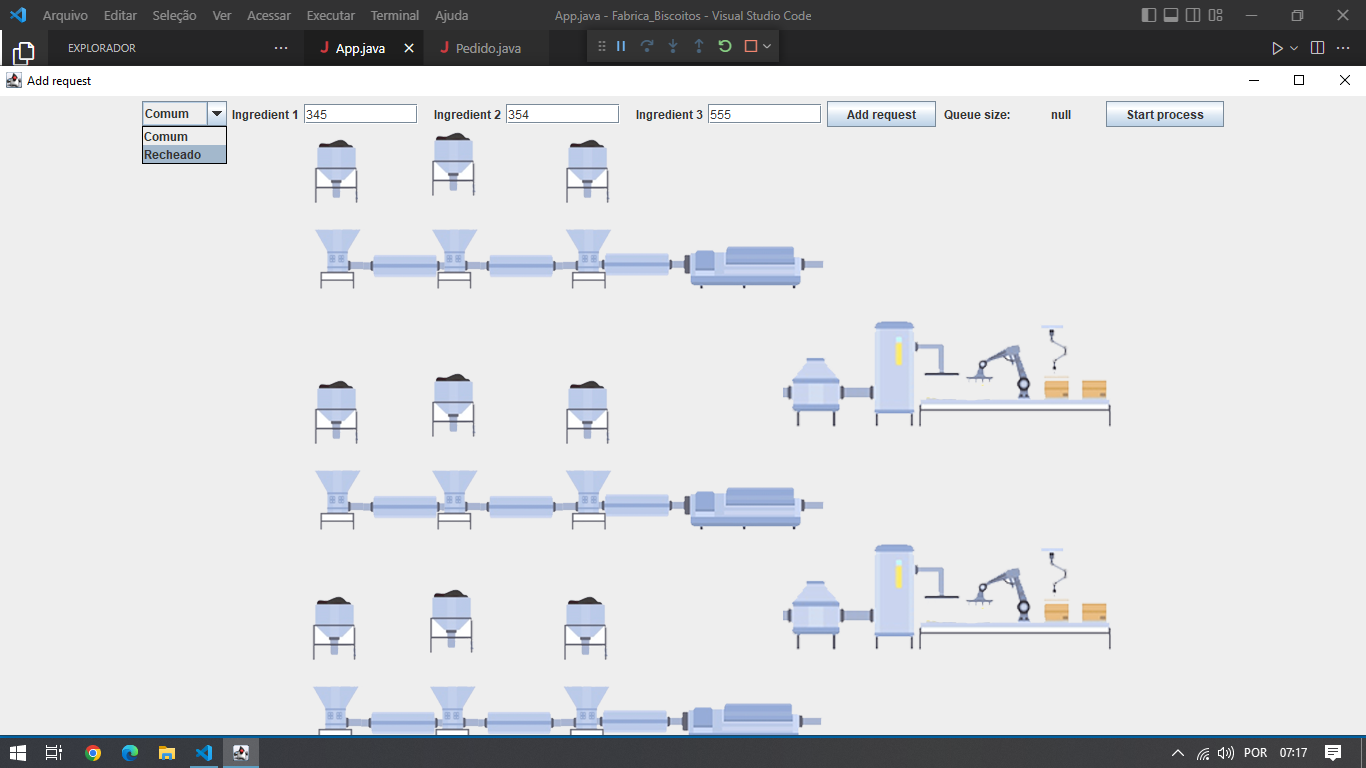 Arquivo Editar Seleção Ver Acessar Executar Terminal Ajuda App.java - Fabrica_Biscoitos - Visual Studio Code
EXPLORADOR ··· J App.java J Pedido.java
Add request
Comum Ingredient 1 345 Ingredient 2 354 Ingredient 3 555 Add request Queue size: null Start process
Comum
Recheado
POR 07:17